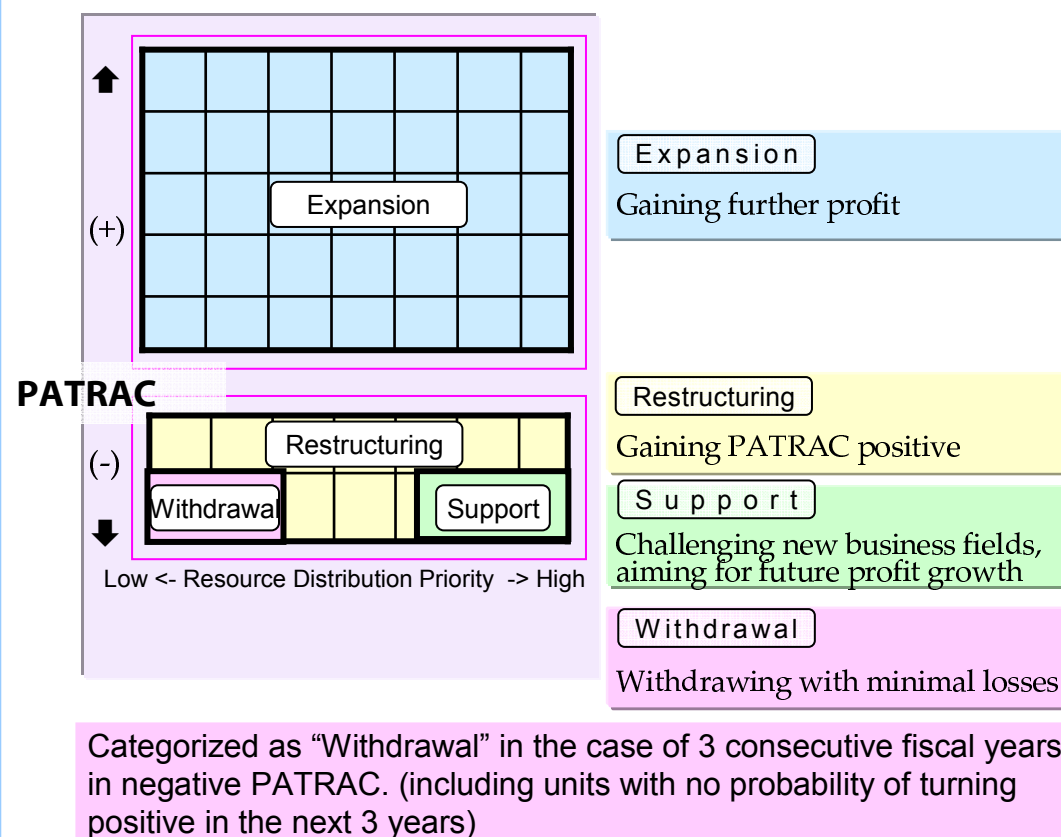 Expansion
(+)
PATRAC
Restructuring
(-)
Withdrawal
Support
Low <- Resource Distribution Priority -> High
Expansion
Gaining further profit
Restructuring
Gaining PATRAC positive
Support
Challenging new business fields,
aiming for future profit growth
Withdrawal
Withdrawing with minimal losses
Categorized as “Withdrawal” in the case of 3 consecutive fiscal years
in negative PATRAC. (including units with no probability of turning
positive in the next 3 years)